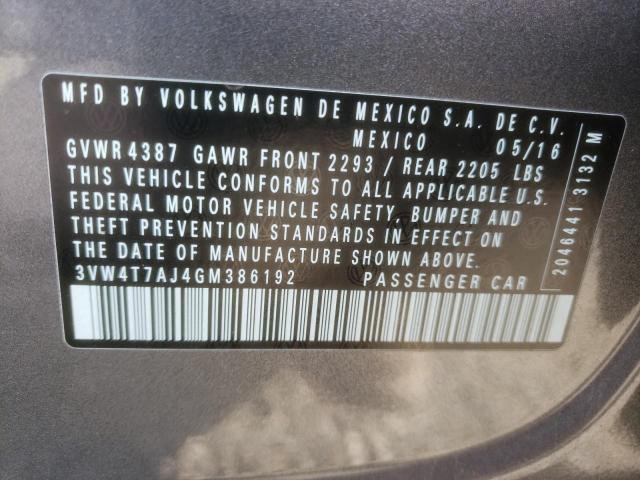 MFD BY VOLKSWAGEN DE MEXICO S.A. DE C.V.
MEXICO 05/16
GVWR 4387 GAWR FRONT 2293 / REAR 2205 LBS
THIS VEHICLE CONFORMS TO ALL APPLICABLE U.S.
FEDERAL MOTOR VEHICLE SAFETY, BUMPER AND
THEFT PREVENTION STANDARDS IN EFFECT ON
THE DATE OF MANUFACTURE SHOWN ABOVE.
3VW4T7AJ4GM386192 PASSENGER CAR
2046441 3132 M